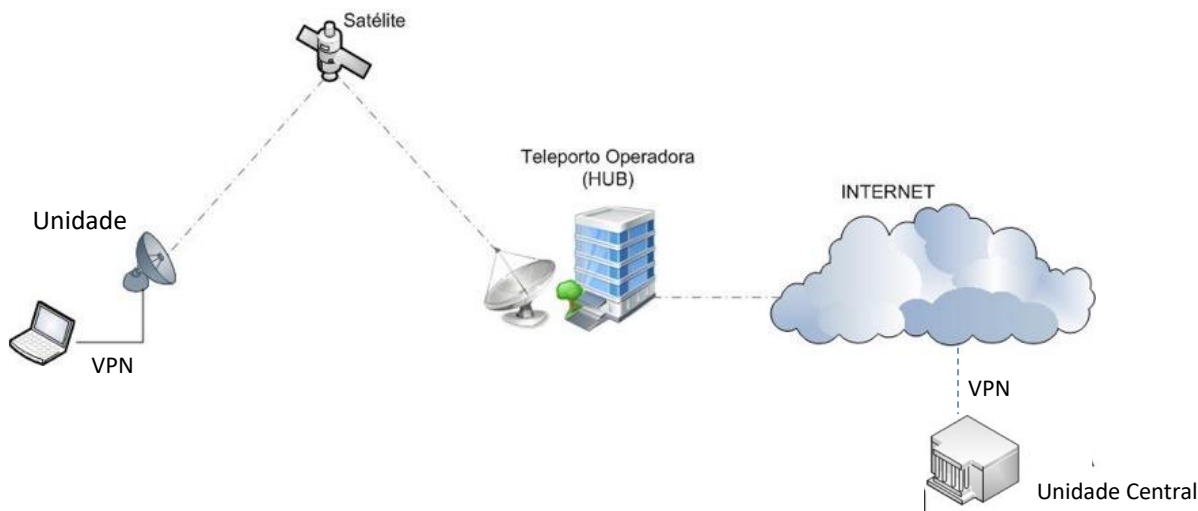 Satélite
Teleporto Operadora
(HUB)
INTERNET
Unidade
VPN
VPN
Unidade Central